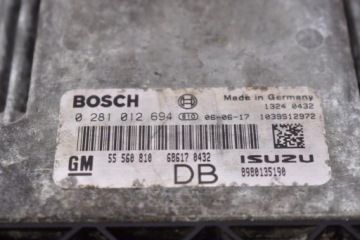 BOSCH
Made in Germany
1324 0432
0 281 012 694 810 06-06-17 1039S12972
GM 55 560 810 68617 0432 ISUZU
DB 8980135190